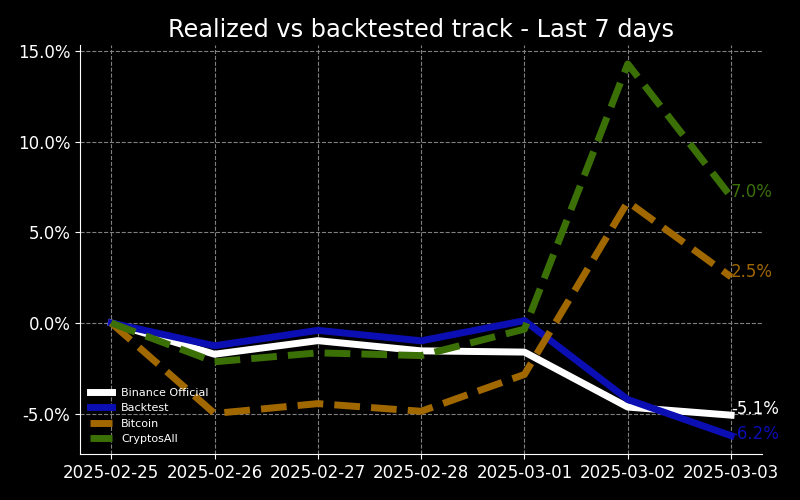 Realized vs backtested track - Last 7 days
15.0%
10.0%
5.0%
0.0%
-5.0%
7.0%
2.5%
-5.1%
-6.2%
Binance Official
Backtest
Bitcoin
CryptosAll
2025-02-25 2025-02-26 2025-02-27 2025-02-28 2025-03-01 2025-03-02 2025-03-03